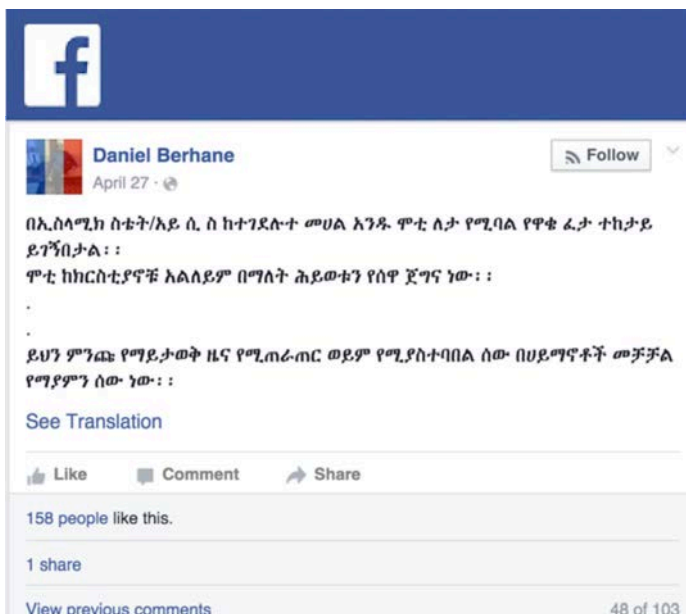 f
Daniel Berhane
Follow
April 27 ·
በኢስላሚክ ስቴት/አይ ሲ ስ ከተገደሉተ መሀል አንዱ ሞቲ ለታ የሚባል የዋቄ ፈታ ተከታይ
ይገኝበታል፡፡
ሞቲ ከክርስቲያኖቹ አልለይም በማለት ሕይወቱን የሰዋ ጀግና ነው፡፡
.
.
ይህን ምንጩ የማይታወቅ ዜና የሚጠራጠር ወይም የሚያስተባበል ሰው በሀይማኖቶች መቻቻል
የማያምን ሰው ነው፡፡
See Translation
Like Comment Share
158 people like this.
1 share
View previous comments 48 of 103